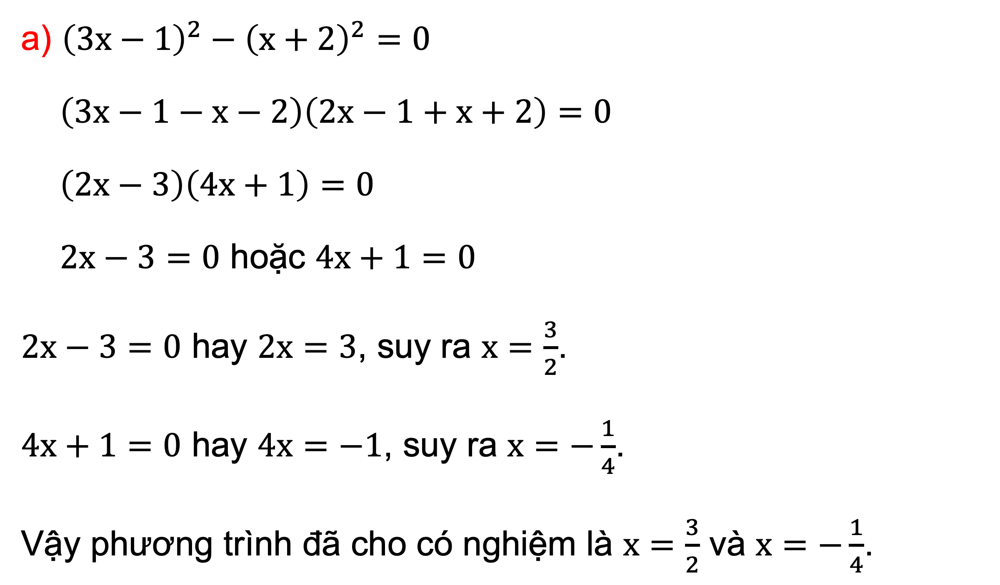 a) (3x − 1)² − (x + 2)² = 0
(3x − 1 − x − 2)(2x − 1 + x + 2) = 0
(2x − 3)(4x + 1) = 0
2x − 3 = 0 hoặc 4x + 1 = 0
2x − 3 = 0 hay 2x = 3, suy ra x = 3/2.
4x + 1 = 0 hay 4x = −1, suy ra x = −1/4.
Vậy phương trình đã cho có nghiệm là x = 3/2 và x = −1/4.